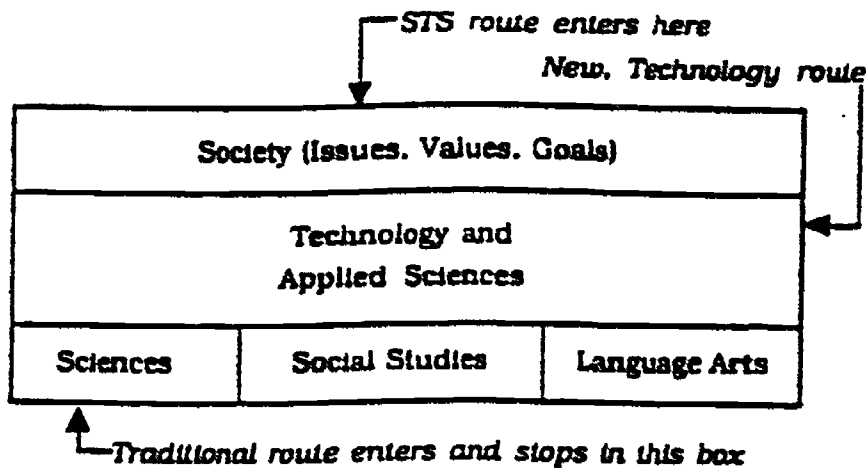 STS route enters here
New, Technology route
Society (Issues. Values. Goals)
Technology and
Applied Sciences
Sciences
Social Studies
Language Arts
Traditional route enters and stops in this box